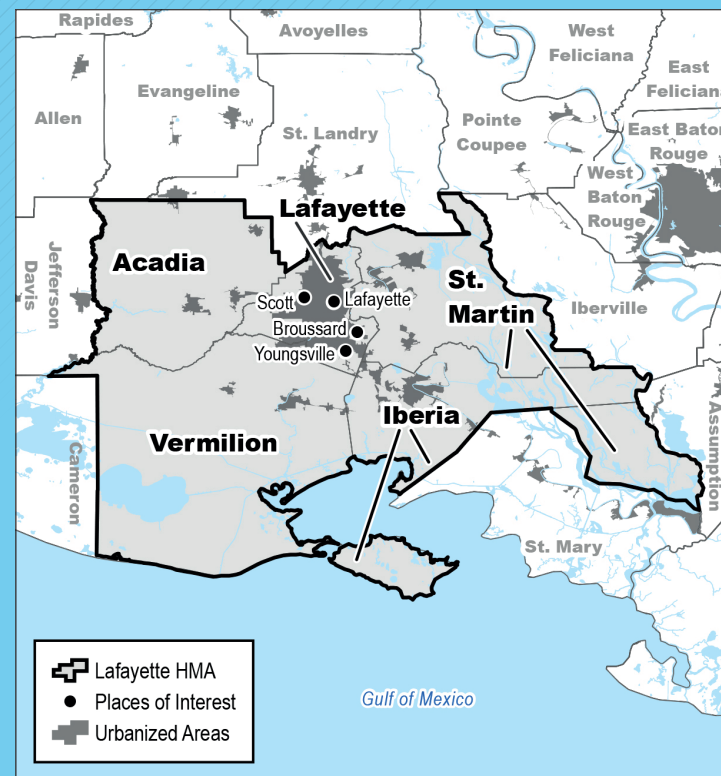 Rapides
Avoyelles
West
Feliciana
East
Feliciana
Evangeline
Allen
St. Landry
Pointe
Coupee
East Baton
Rouge
West
Baton
Rouge
Lafayette
Acadia
Jefferson
Davis
St.
Martin
Iberville
Scott
Lafayette
Broussard
Youngsville
Iberia
Vermilion
Cameron
Assumption
St. Mary
Lafayette HMA
Places of Interest
Urbanized Areas
Gulf of Mexico